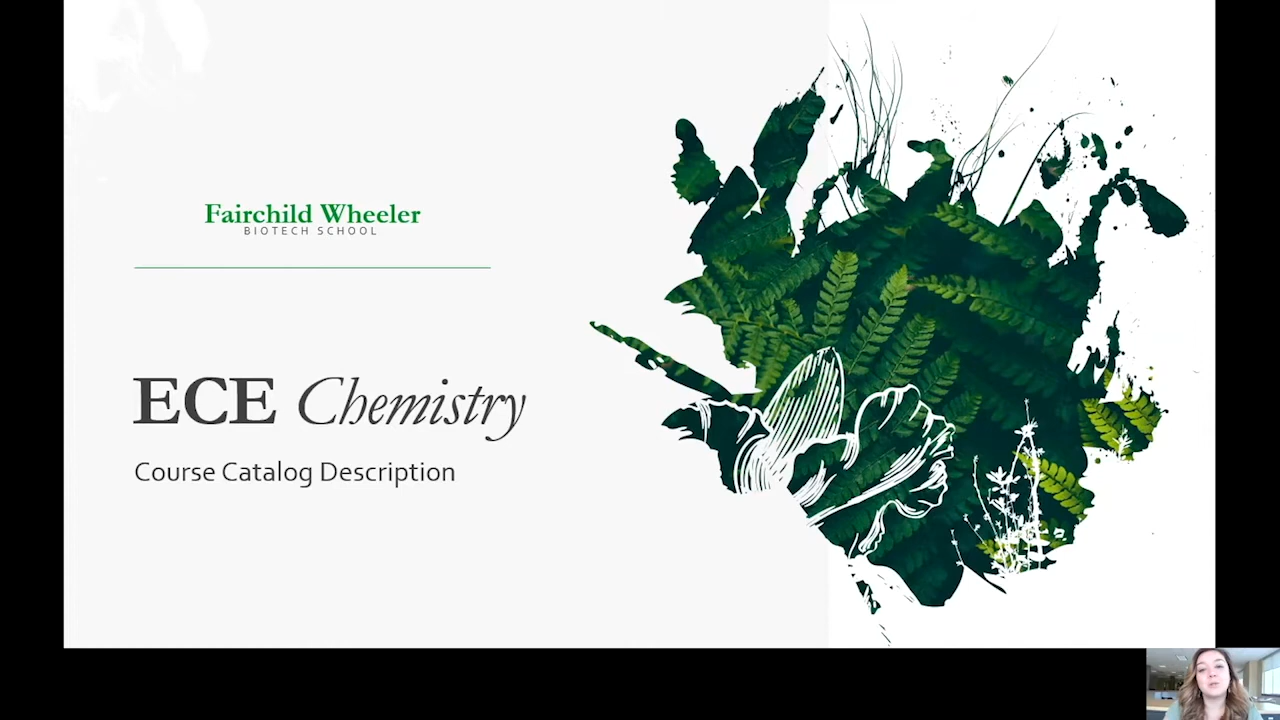 Fairchild Wheeler
BIOTECH SCHOOL
ECE Chemistry
Course Catalog Description